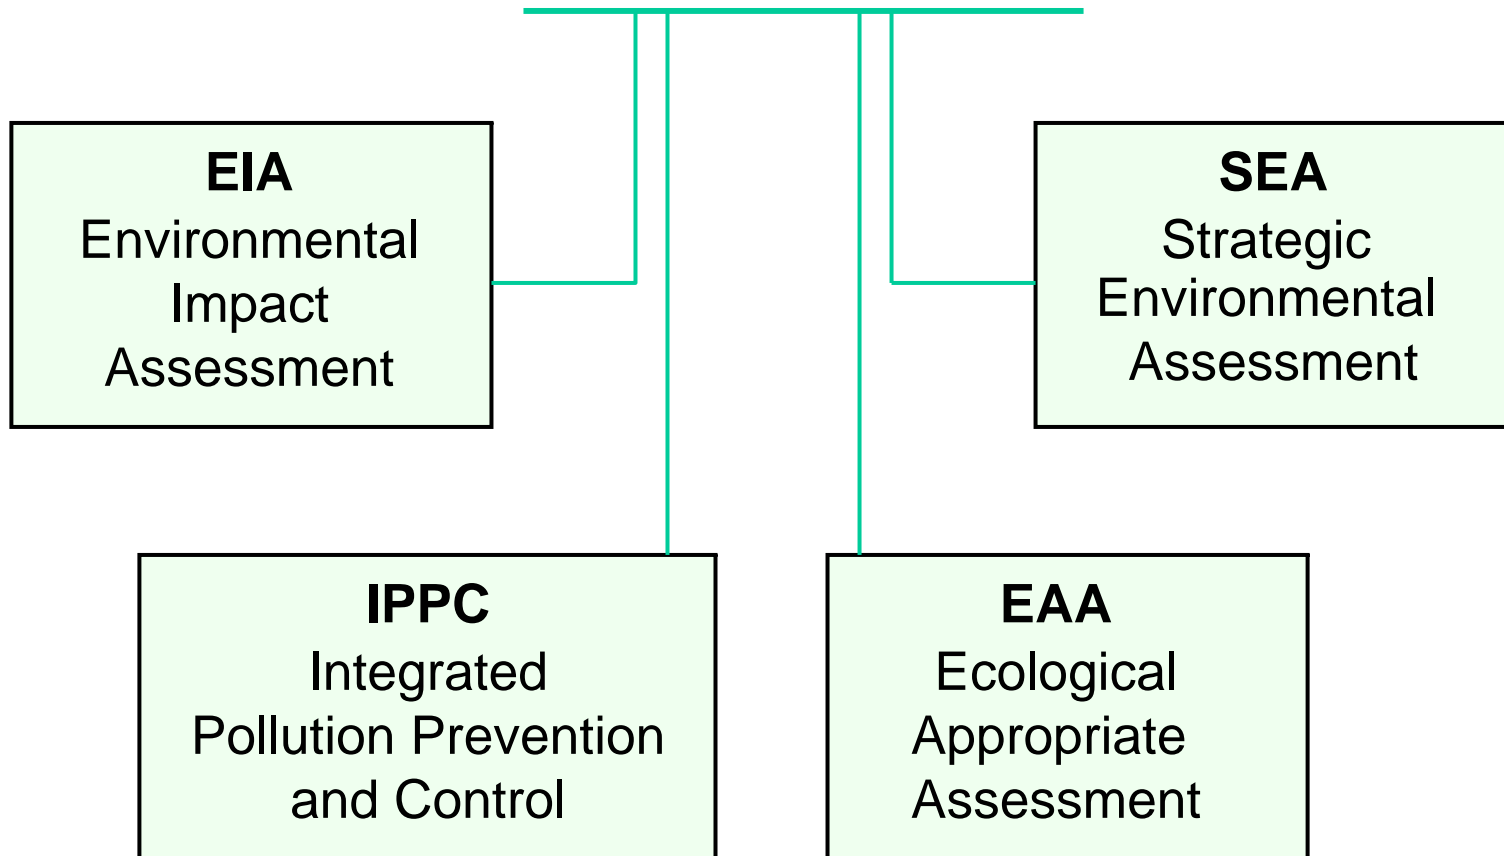 EIA
Environmental
Impact
Assessment
SEA
Strategic
Environmental
Assessment
IPPC
Integrated
Pollution Prevention
and Control
EAA
Ecological
Appropriate
Assessment